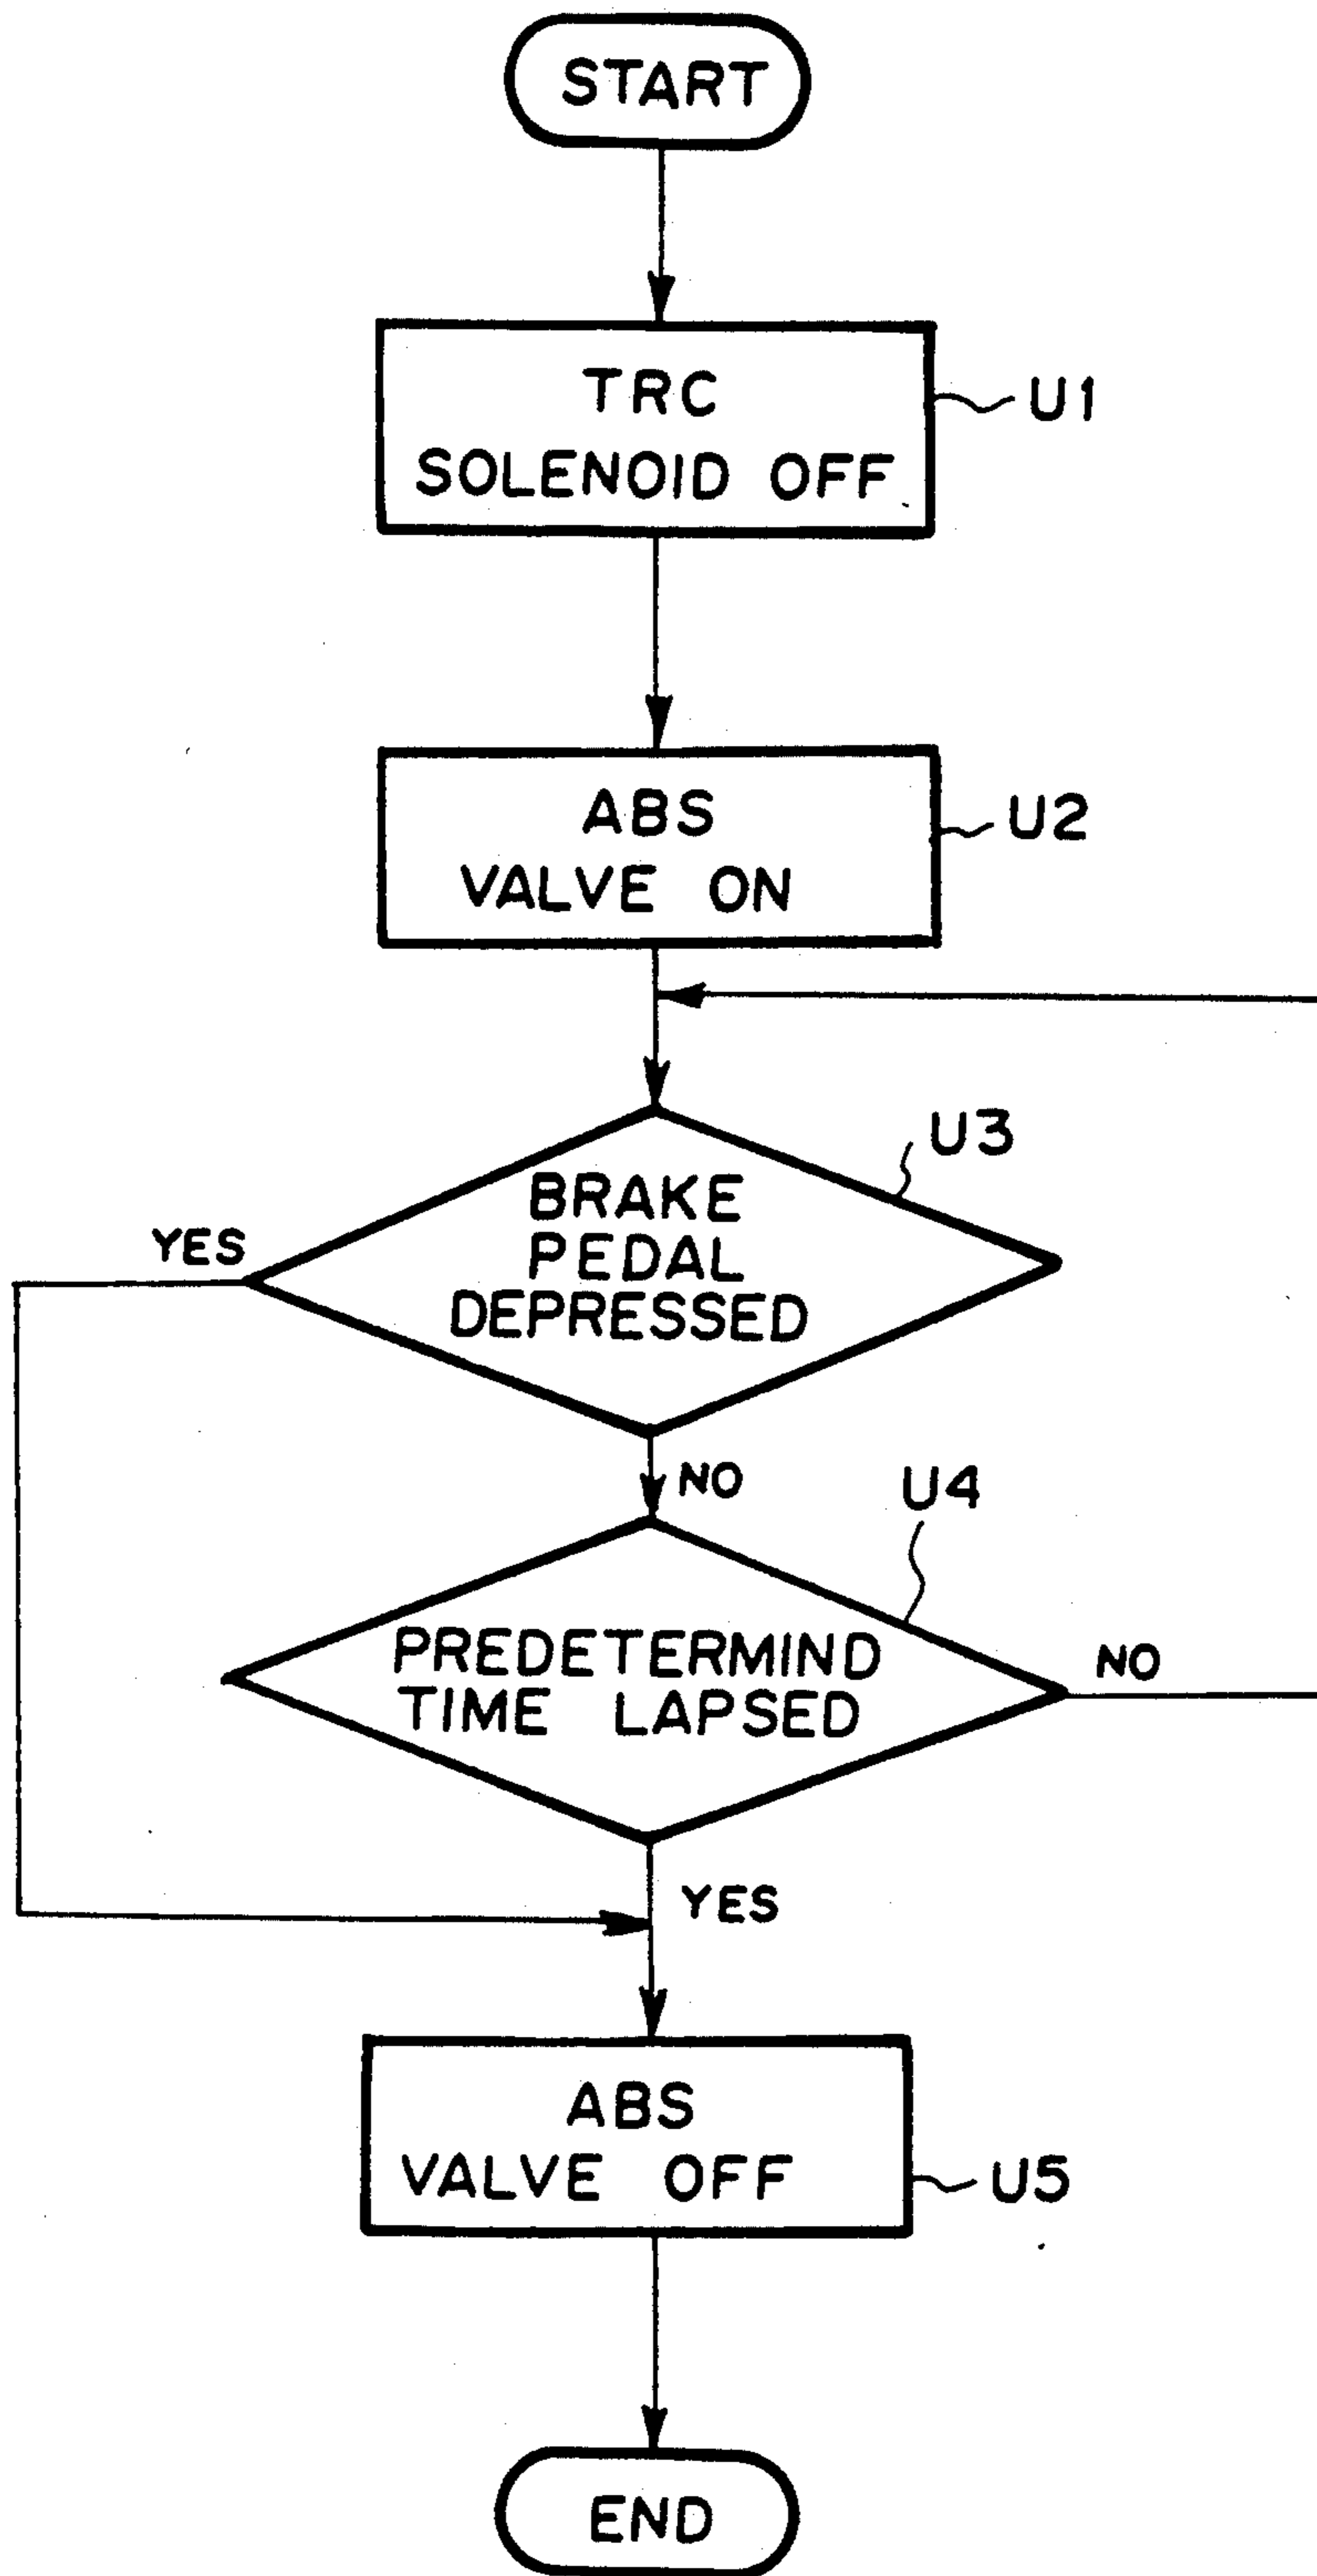 START
TRC
SOLENOID OFF
U1
ABS
VALVE ON
U2
U3
BRAKE
PEDAL
DEPRESSED
YES
NO
U4
PREDETERMIND
TIME LAPSED
NO
YES
ABS
VALVE OFF
U5
END